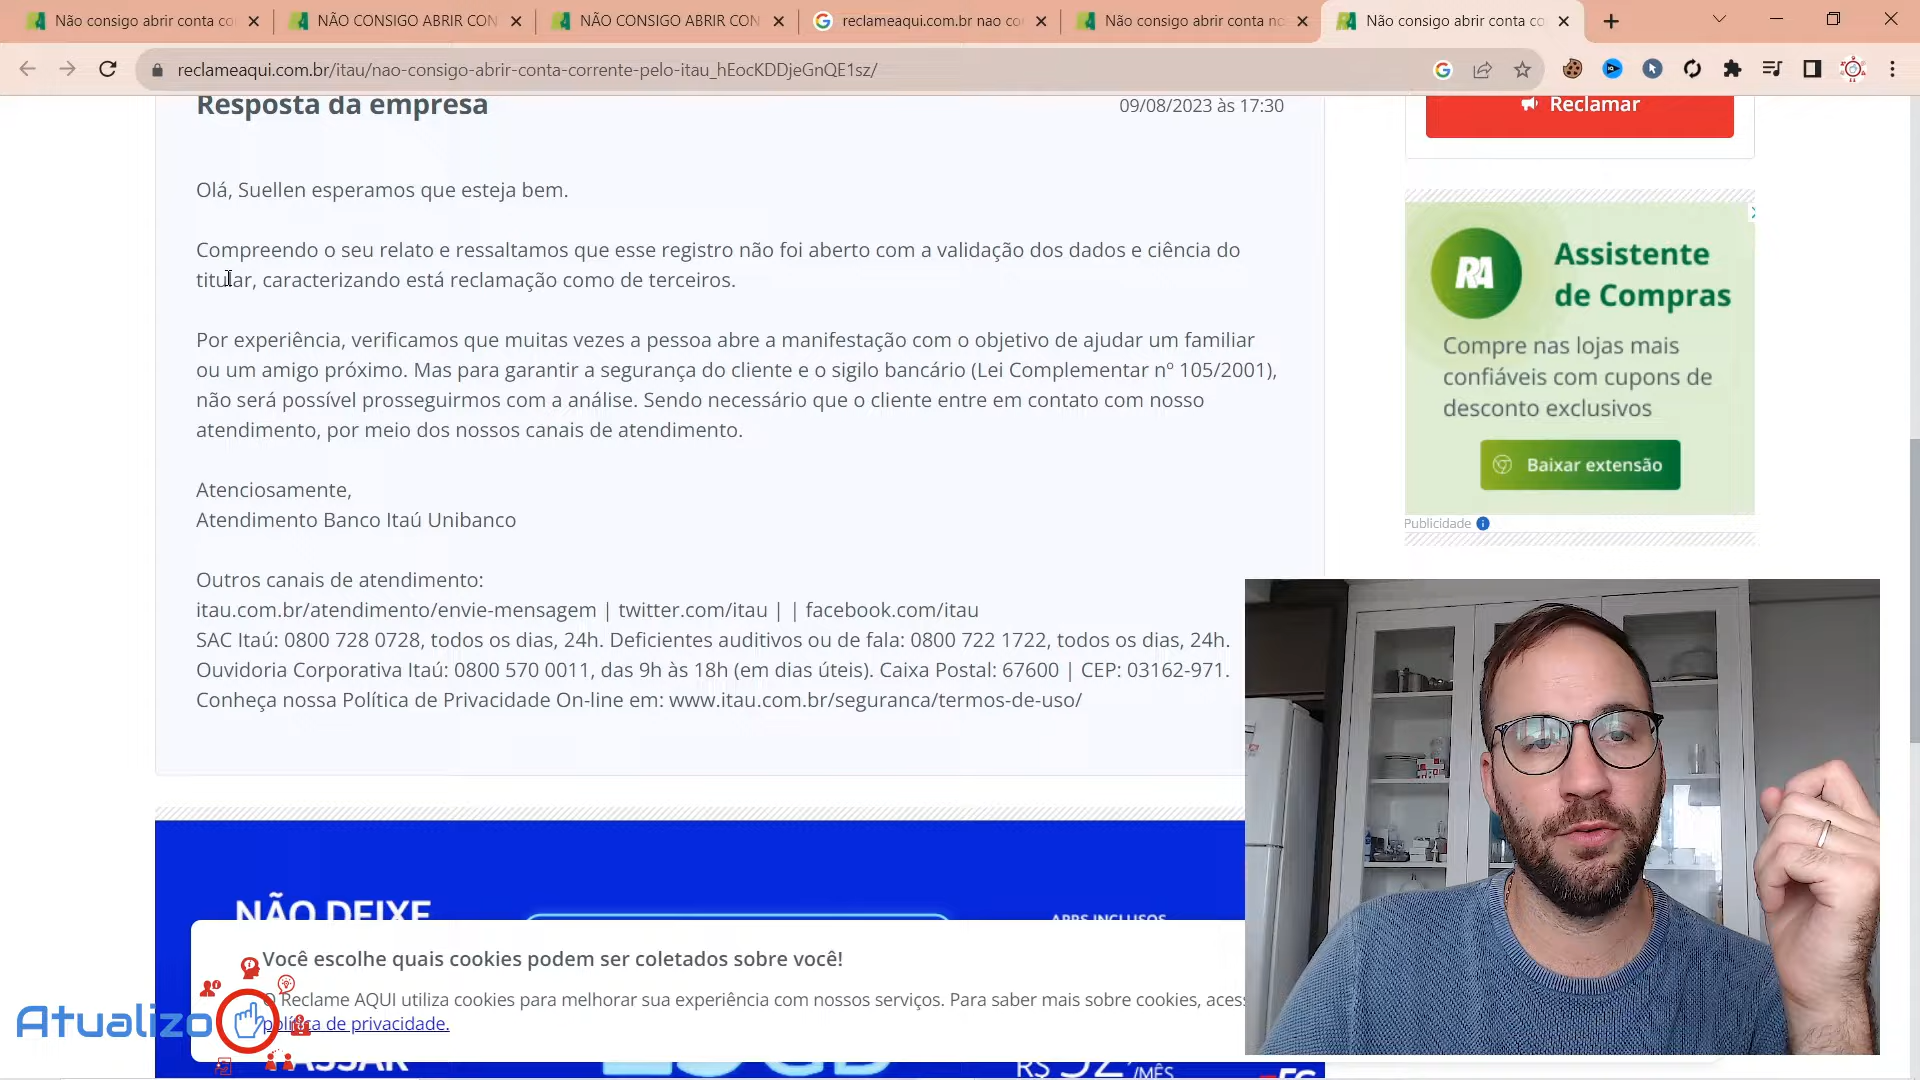 Não consigo abrir conta co
NÃO CONSIGO ABRIR CON
NÃO CONSIGO ABRIR CON
reclameaqui.com.br nao co
Não consigo abrir conta no
Não consigo abrir conta co
reclameaqui.com.br/itau/nao-consigo-abrir-conta-corrente-pelo-itau_hEocKDDjeGnQE1sz/
Resposta da empresa
09/08/2023 às 17:30
Olá, Suellen esperamos que esteja bem.
Compreendo o seu relato e ressaltamos que esse registro não foi aberto com a validação dos dados e ciência do
titular, caracterizando está reclamação como de terceiros.
Por experiência, verificamos que muitas vezes a pessoa abre a manifestação com o objetivo de ajudar um familiar
ou um amigo próximo. Mas para garantir a segurança do cliente e o sigilo bancário (Lei Complementar nº 105/2001),
não será possível prosseguirmos com a análise. Sendo necessário que o cliente entre em contato com nosso
atendimento, por meio dos nossos canais de atendimento.
Atenciosamente,
Atendimento Banco Itaú Unibanco
Outros canais de atendimento:
itau.com.br/atendimento/envie-mensagem | twitter.com/itau | | facebook.com/itau
SAC Itaú: 0800 728 0728, todos os dias, 24h. Deficientes auditivos ou de fala: 0800 722 1722, todos os dias, 24h.
Ouvidoria Corporativa Itaú: 0800 570 0011, das 9h às 18h (em dias úteis). Caixa Postal: 67600 | CEP: 03162-971.
Conheça nossa Política de Privacidade On-line em: www.itau.com.br/seguranca/termos-de-uso/
Reclamar
RA
Assistente
de Compras
Compre nas lojas mais
confiáveis com cupons de
desconto exclusivos
Baixar extensão
Publicidade
NÃO DEIXE
APPS INCLUSOS
Você escolhe quais cookies podem ser coletados sobre você!
O Reclame AQUI utiliza cookies para melhorar sua experiência com nossos serviços. Para saber mais sobre cookies, acess
política de privacidade.
Atualizo
R$
/MÊS